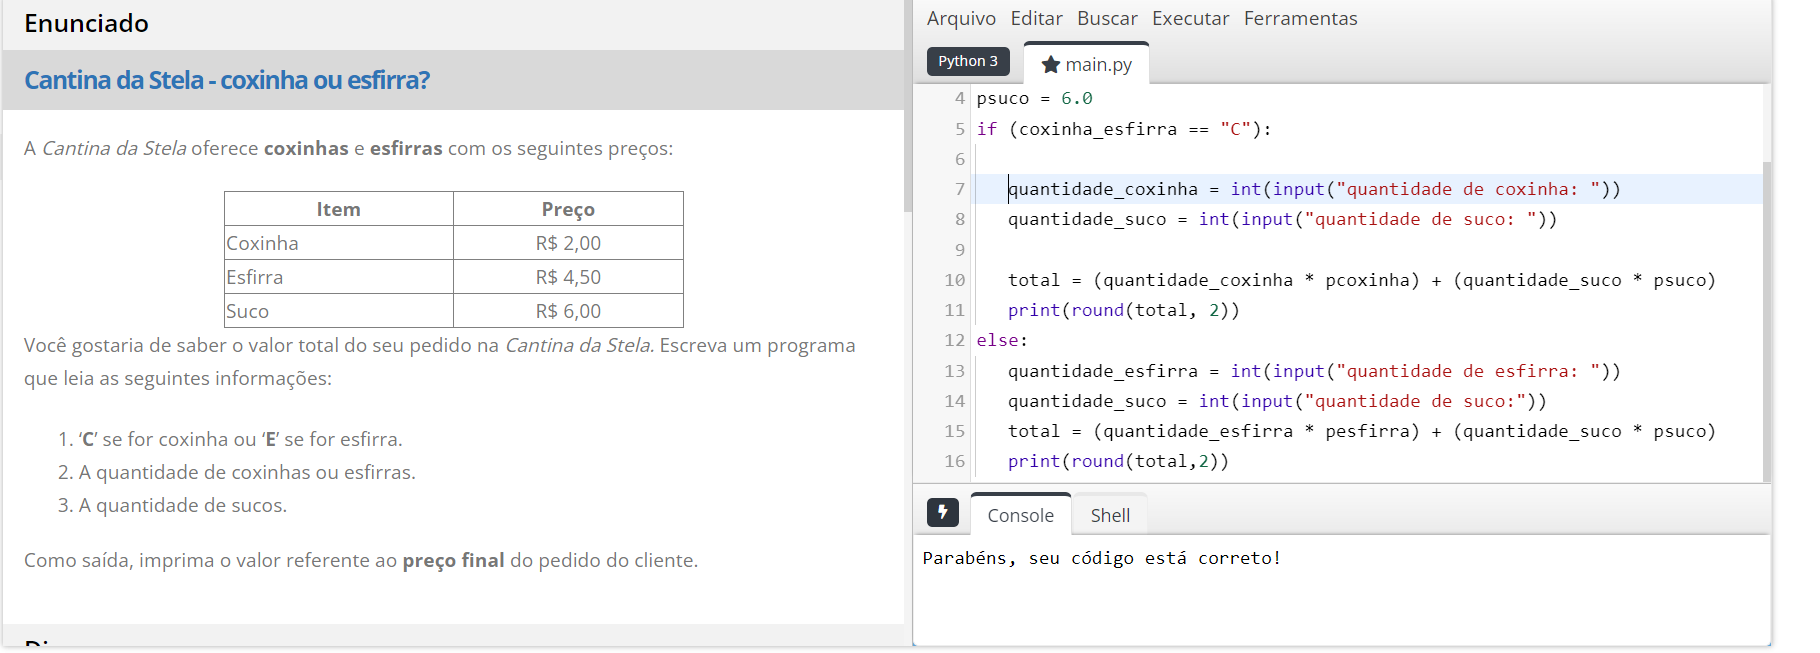 Enunciado
Cantina da Stela - coxinha ou esfirra?
A Cantina da Stela oferece coxinhas e esfirras com os seguintes preços:
Item Preço
Coxinha R$ 2,00
Esfirra R$ 4,50
Suco R$ 6,00
Você gostaria de saber o valor total do seu pedido na Cantina da Stela. Escreva um programa
que leia as seguintes informações:
1. ‘C’ se for coxinha ou ‘E’ se for esfirra.
2. A quantidade de coxinhas ou esfirras.
3. A quantidade de sucos.
Como saída, imprima o valor referente ao preço final do pedido do cliente.
Arquivo Editar Buscar Executar Ferramentas
Python 3 main.py
4 psuco = 6.0
5 if (coxinha_esfirra == "C"):
6
7 quantidade_coxinha = int(input("quantidade de coxinha: "))
8 quantidade_suco = int(input("quantidade de suco: "))
9
10 total = (quantidade_coxinha * pcoxinha) + (quantidade_suco * psuco)
11 print(round(total, 2))
12 else:
13 quantidade_esfirra = int(input("quantidade de esfirra: "))
14 quantidade_suco = int(input("quantidade de suco:"))
15 total = (quantidade_esfirra * pesfirra) + (quantidade_suco * psuco)
16 print(round(total,2))
Console Shell
Parabéns, seu código está correto!